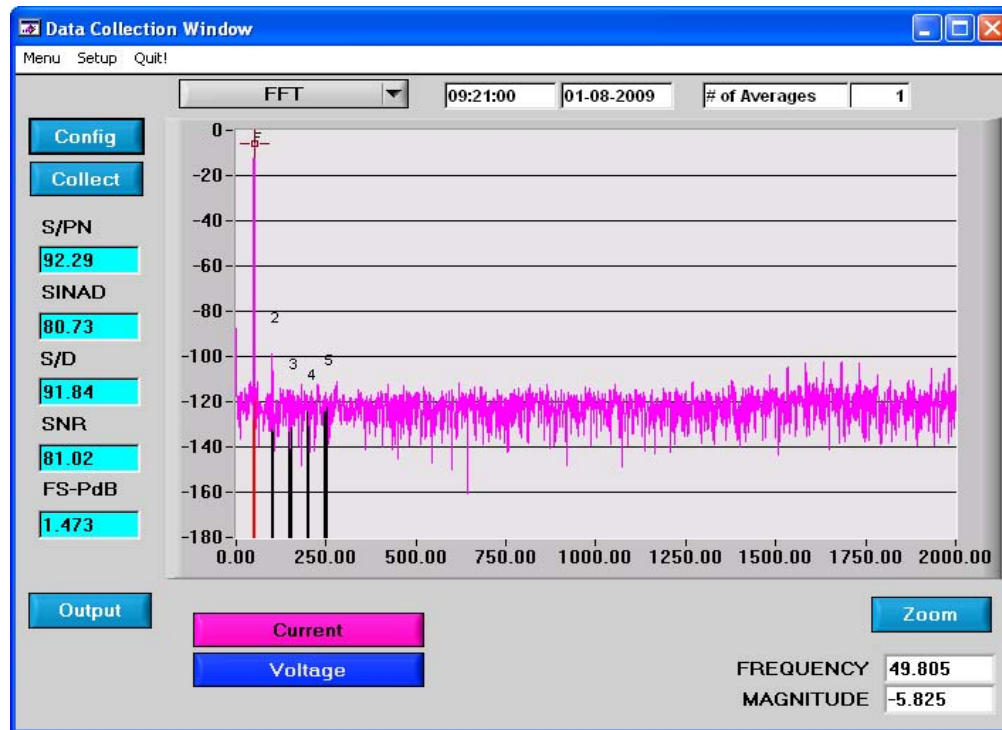 Data Collection Window
Menu Setup Quit!
FFT 09:21:00 01-08-2009 # of Averages 1
Config
Collect
S/PN
92.29
SINAD
80.73
S/D
91.84
SNR
81.02
FS-PdB
1.473
Output
0
-20
-40
-60
-80
-100
-120
-140
-160
-180
F
2
3
4
5
0.00 250.00 500.00 750.00 1000.00 1250.00 1500.00 1750.00 2000.00
Current
Voltage
Zoom
FREQUENCY 49.805
MAGNITUDE -5.825